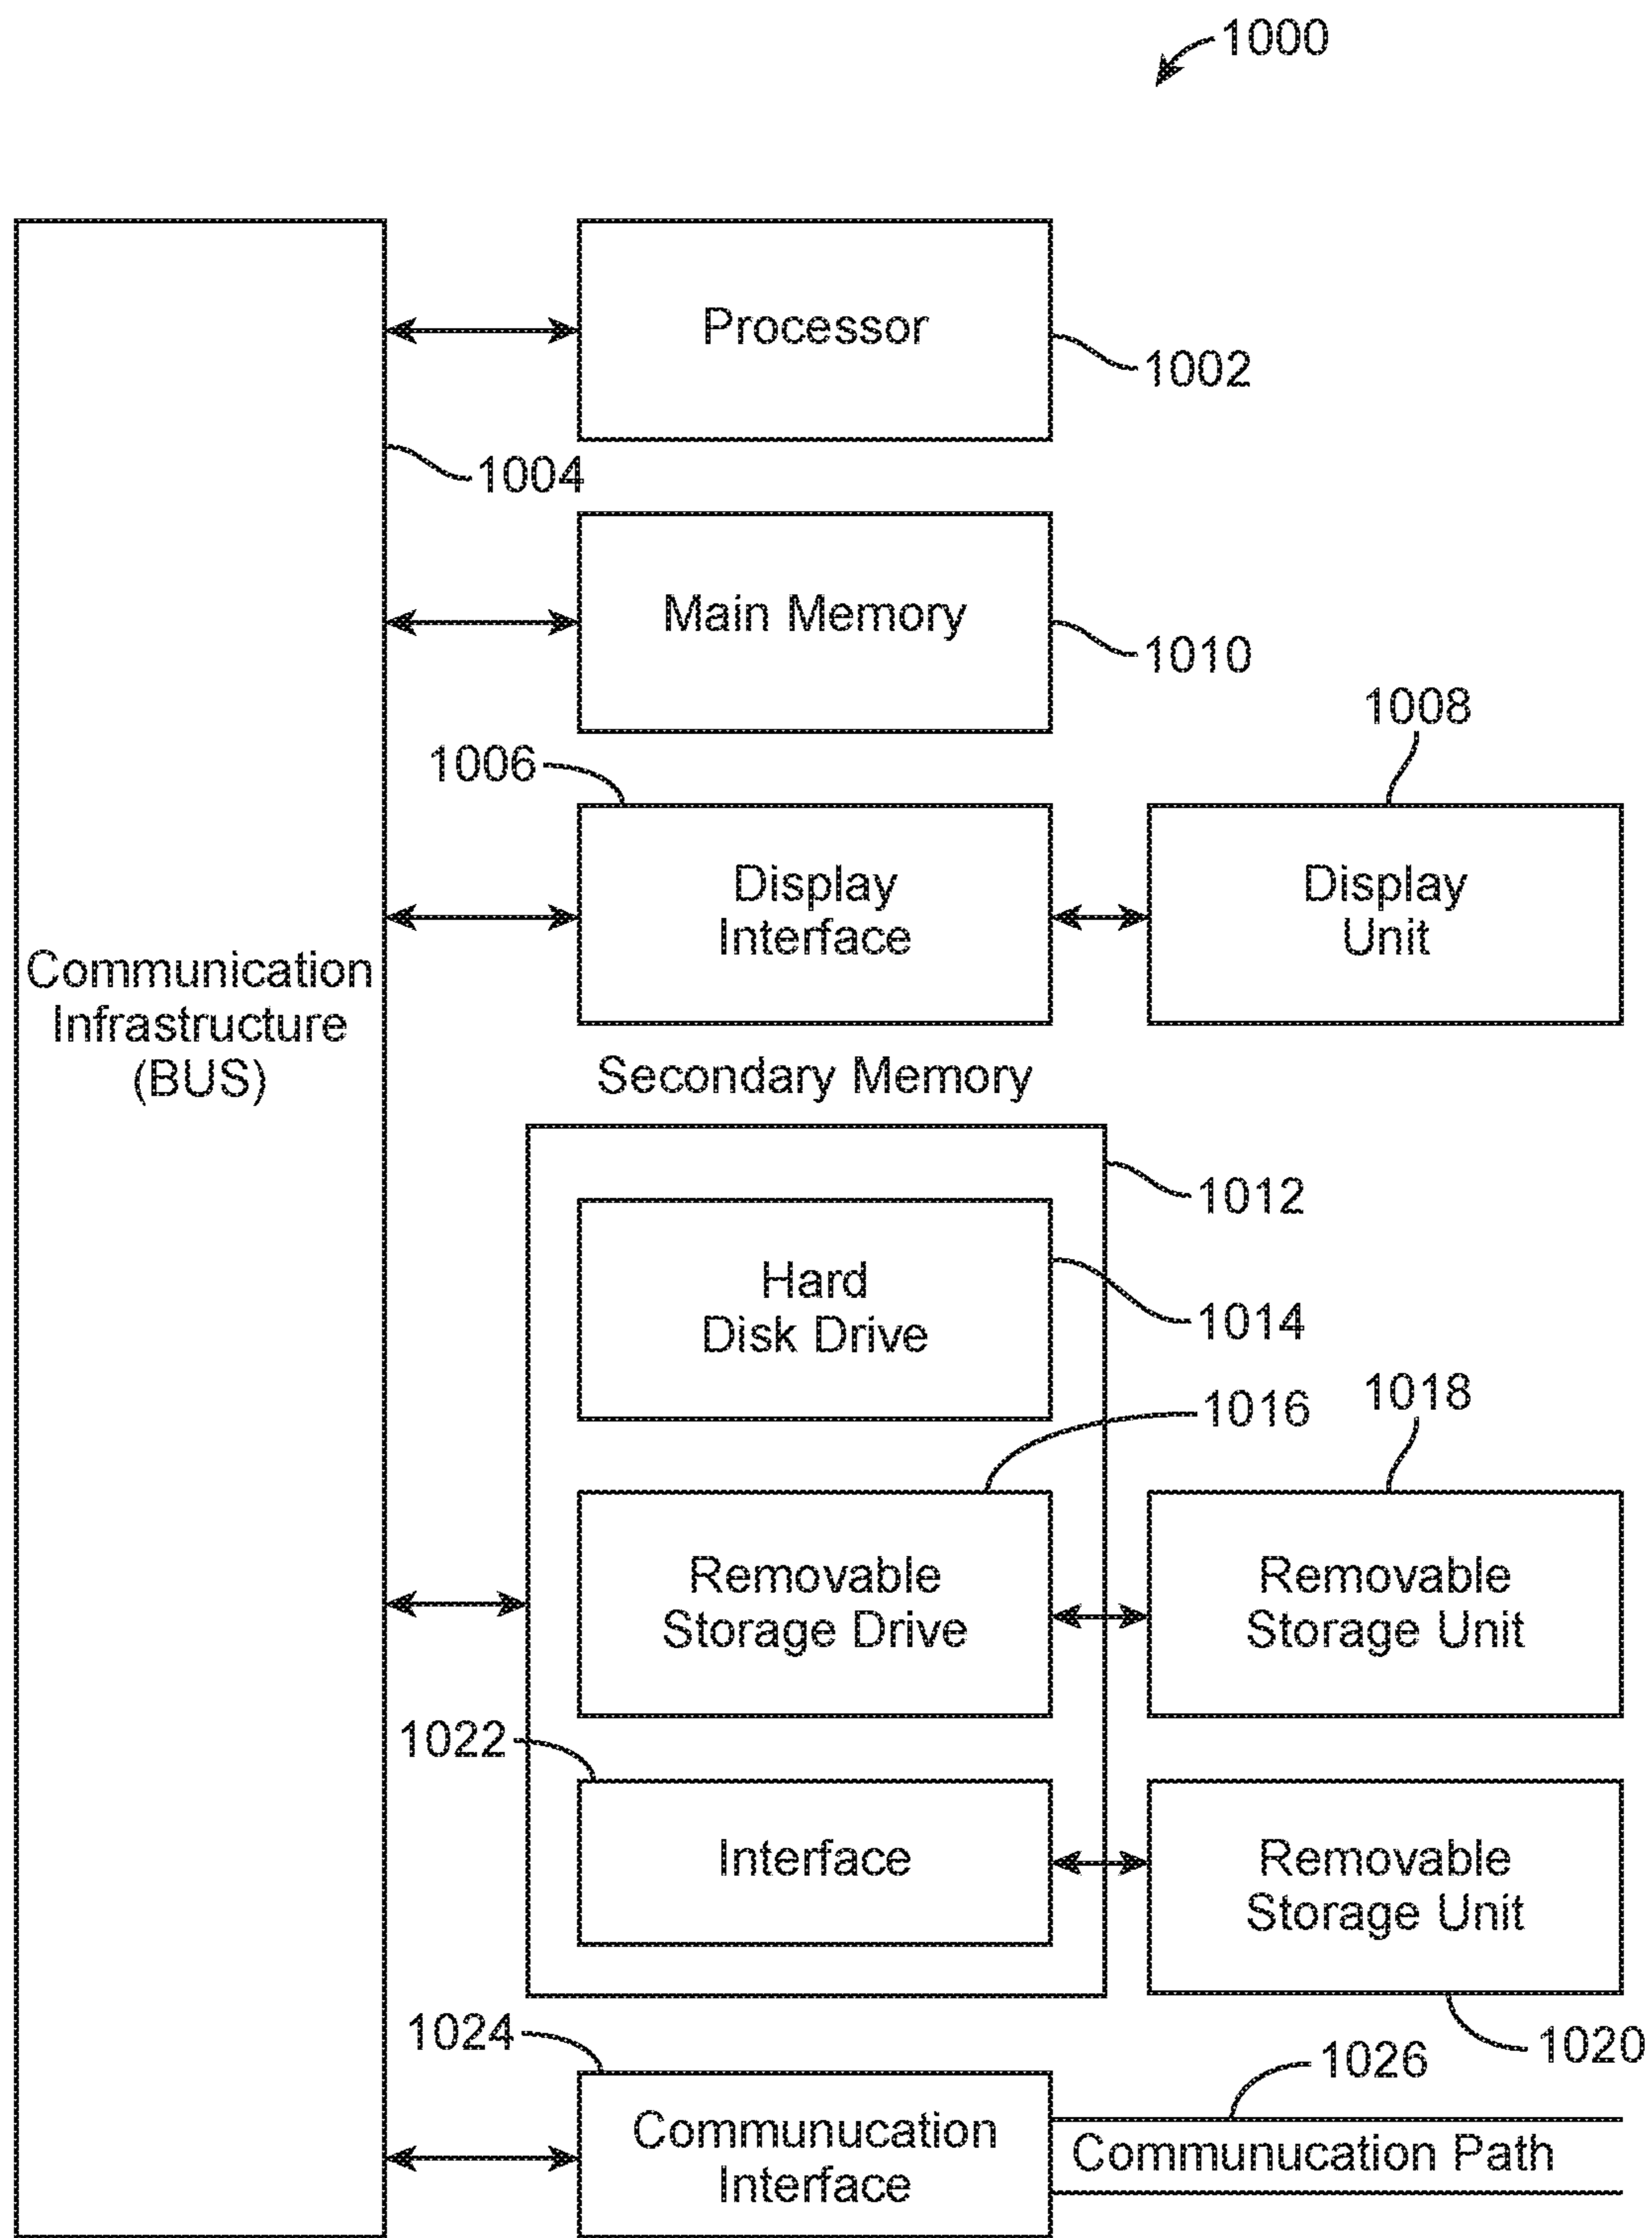 1000
Processor
1002
1004
Main Memory
1010
1008
1006
Display
Interface
Display
Unit
Communication
Infrastructure
(BUS)
Secondary Memory
1012
Hard
Disk Drive
1014
1016
1018
Removable
Storage Drive
Removable
Storage Unit
1022
Interface
Removable
Storage Unit
1020
1024
1026
Communucation
Interface
Communucation Path